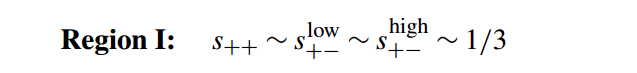 Region I: s₊₊ ∼ s₊₋^low ∼ s₊₋^high ∼ 1/3